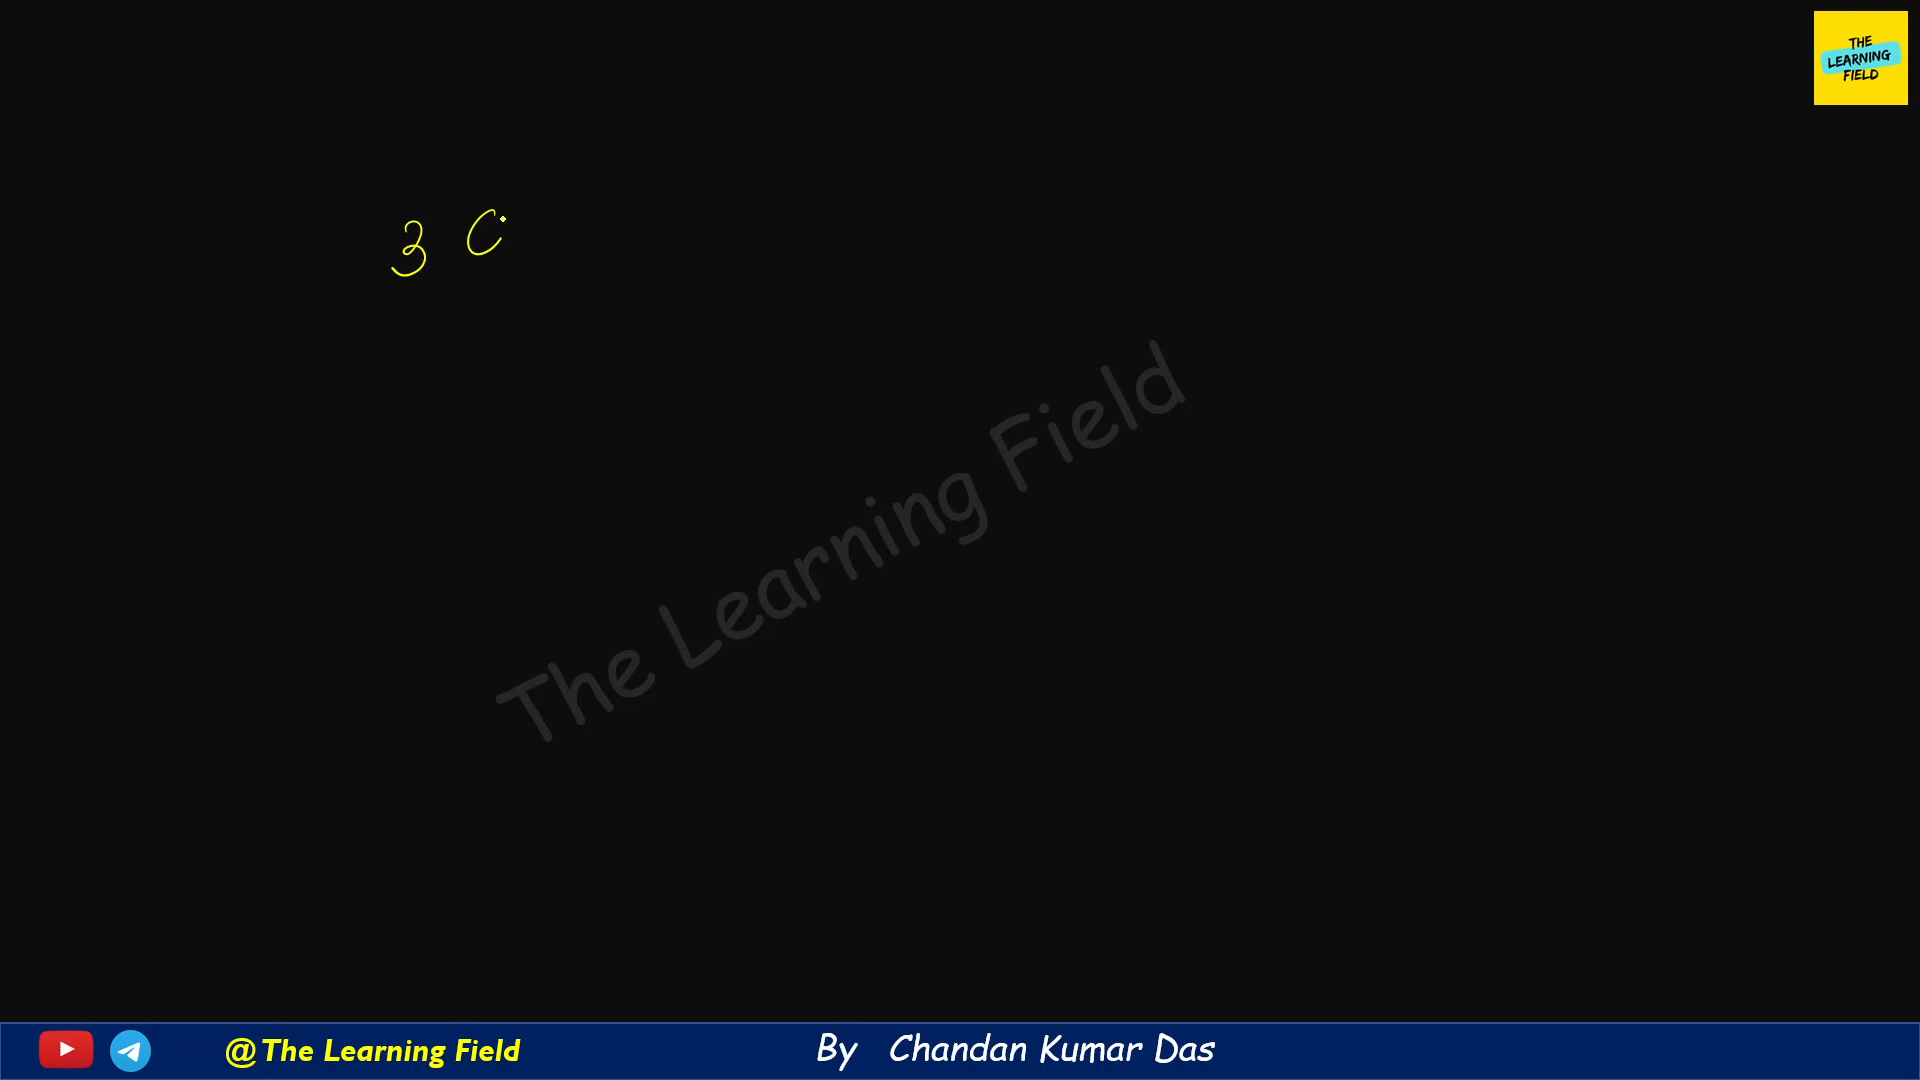 THE
LEARNING
FIELD
3 C
The Learning Field
@The Learning Field
By Chandan Kumar Das